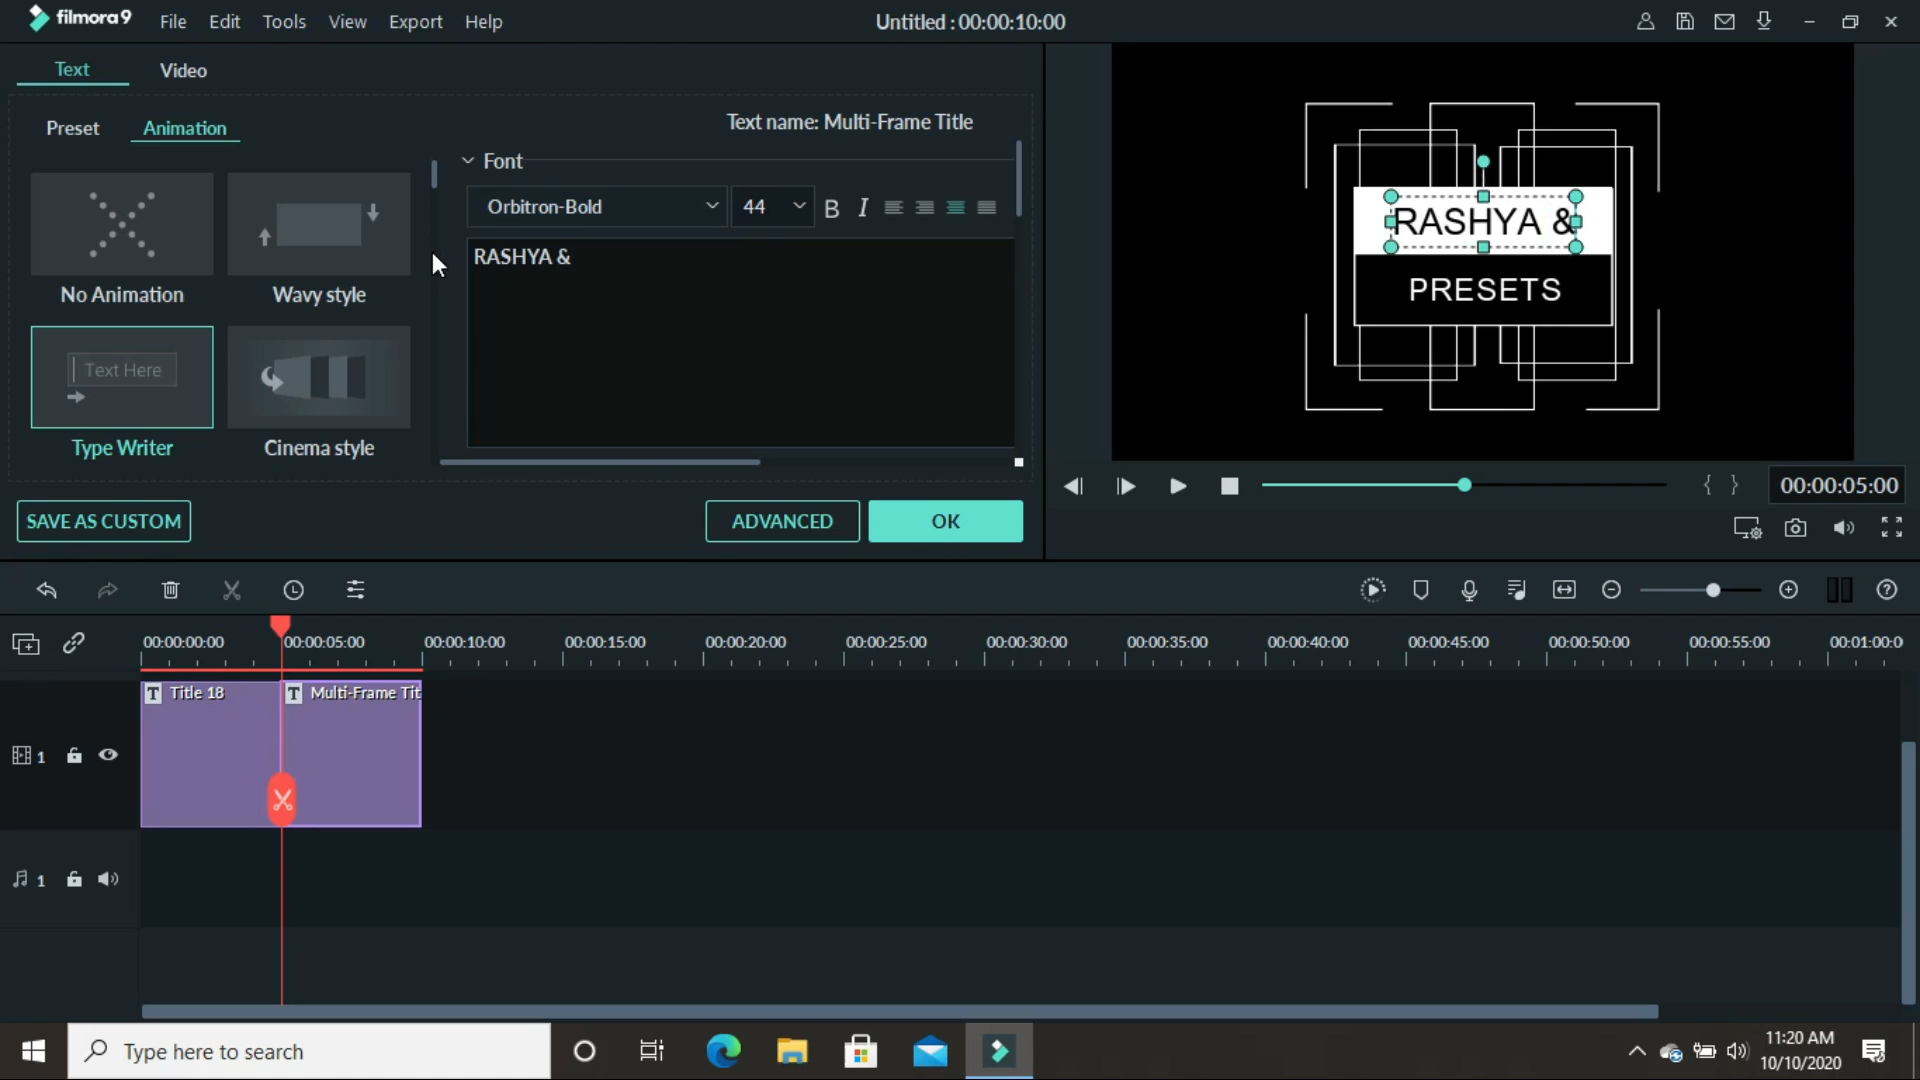 filmora9 File Edit Tools View Export Help Untitled : 00:00:10:00
Text Video
Preset Animation Text name: Multi-Frame Title
Font
Orbitron-Bold 44 B I
RASHYA &
No Animation Wavy style
Text Here
Type Writer Cinema style
RASHYA &
PRESETS
00:00:05:00
SAVE AS CUSTOM ADVANCED OK
00:00:00:00 00:00:05:00 00:00:10:00 00:00:15:00 00:00:20:00 00:00:25:00 00:00:30:00 00:00:35:00 00:00:40:00 00:00:45:00 00:00:50:00 00:00:55:00 00:01:00:0
T Title 18 T Multi-Frame Tit
1
1
Type here to search
11:20 AM
10/10/2020